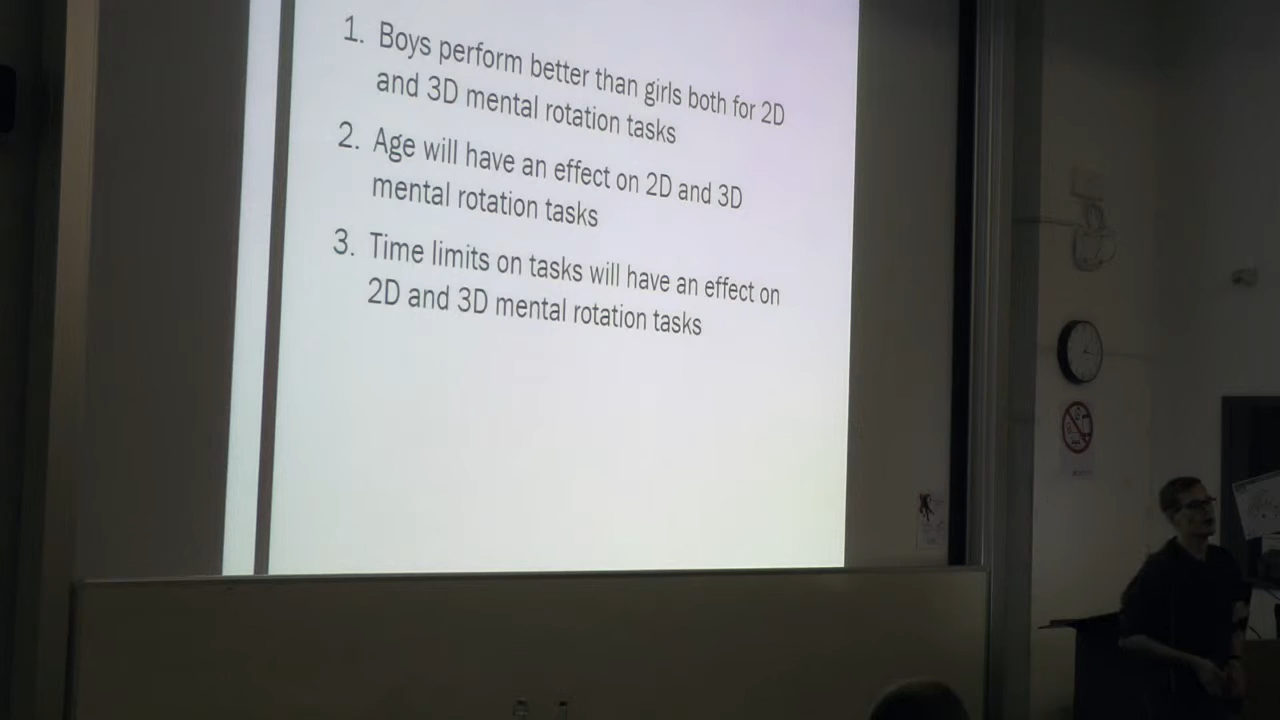 1. Boys perform better than girls both for 2D
and 3D mental rotation tasks
2. Age will have an effect on 2D and 3D
mental rotation tasks
3. Time limits on tasks will have an effect on
2D and 3D mental rotation tasks